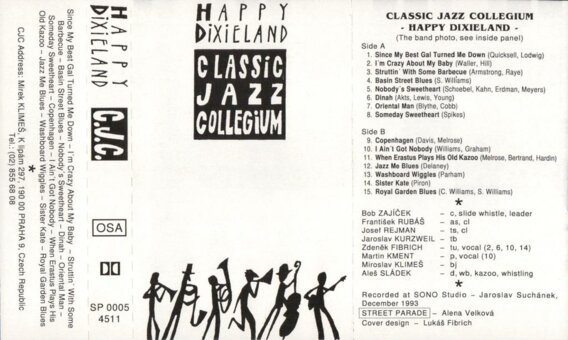 Since My Best Gal Turned Me Down – I'm Crazy About My Baby – Struttin' With Some
Barbecue – Basin Street Blues – Nobody's Sweetheart – Dinah – Oriental Man –
Someday Sweetheart – Copenhagen – I Ain't Got Nobody – When Erastus Plays His
Old Kazoo – Jazz Me Blues – Washboard Wiggles – Sister Kate – Royal Garden Blues
*
CJC Address: Mirek KLIMEŠ, K lipám 297, 190 00 PRAHA 9, Czech Republic
Tel.: (02) 855 68 08
HAPPY
DiXiELAND
C.J.C.
OSA
SP 0005
4511
HAPPY
DiXiELAND
CLASSiC
JAZZ
COLLEGiUM
CLASSIC JAZZ COLLEGIUM
- HAPPY DIXIELAND -
(The band photo, see inside panel)
Side A
1. Since My Best Gal Turned Me Down (Quicksell, Lodwig)
2. I´m Crazy About My Baby (Waller, Hill)
3. Struttin´ With Some Barbecue (Armstrong, Raye)
4. Basin Street Blues (S. Williams)
5. Nobody´s Sweetheart (Schoebel, Kahn, Erdman, Meyers)
6. Dinah (Akts, Lewis, Young)
7. Oriental Man (Blythe, Cobb)
8. Someday Sweetheart (Spikes)
Side B
9. Copenhagen (Davis, Melrose)
10. I Ain´t Got Nobody (Williams, Graham)
11. When Erastus Plays His Old Kazoo (Melrose, Bertrand, Hardin)
12. Jazz Me Blues (Delaney)
13. Washboard Wiggles (Parham)
14. Sister Kate (Piron)
15. Royal Garden Blues (C. Williams, S. Williams)
*
Bob ZAJÍČEK – c, slide whistle, leader
František RUBÁŠ – as, cl
Josef REJMAN – ts, cl
Jaroslav KURZWEIL – tb
Zdeněk FIBRICH – tu, vocal (2, 6, 10, 14)
Martin KMENT – p, vocal (10)
Miroslav KLIMEŠ – bj
Aleš SLÁDEK – d, wb, kazoo, whistling
*
Recorded at SONO Studio – Jaroslav Suchánek,
December 1993
STREET PARADE – Alena Velková
Cover design – Lukáš Fibrich